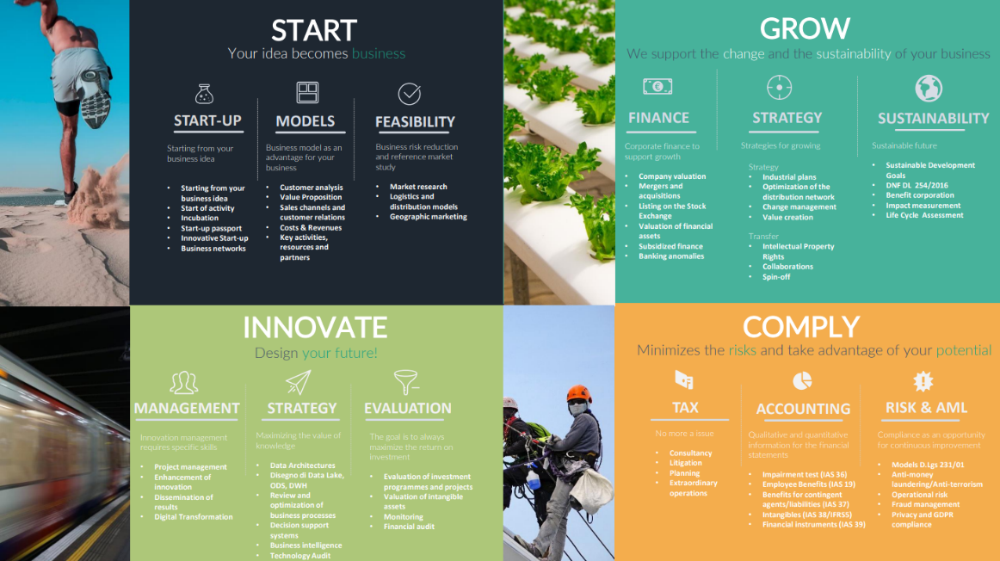 START
Your idea becomes business
START-UP
Starting from your
business idea
• Starting from your
business idea
• Start of activity
• Incubation
• Start-up passport
• Innovative Start-up
• Business networks
MODELS
Business model as an
advantage for your
business
• Customer analysis
• Value Proposition
• Sales channels and
customer relations
• Costs & Revenues
• Key activities,
resources and
partners
FEASIBILITY
Business risk reduction
and reference market
study
• Market research
• Logistics and
distribution models
• Geographic marketing
GROW
We support the change and the sustainability of your business
FINANCE
Corporate finance to
support growth
• Company valuation
• Mergers and
acquisitions
• Listing on the Stock
Exchange
• Valuation of financial
assets
• Subsidized finance
• Banking anomalies
STRATEGY
Strategies for growing
Strategy
• Industrial plans
• Optimization of the
distribution network
• Change management
• Value creation
Transfer
• Intellectual Property
Rights
• Collaborations
• Spin-off
SUSTAINABILITY
Sustainable future
• Sustainable Development
Goals
• DNF DL 254/2016
• Benefit corporation
• Impact measurement
• Life Cycle Assessment
INNOVATE
Design your future!
MANAGEMENT
Innovation management
requires specific skills
• Project management
• Enhancement of
innovation
• Dissemination of
results
• Digital Transformation
STRATEGY
Maximizing the value of
knowledge
• Data Architectures
• Disegno di Data Lake,
ODS, DWH
• Review and
optimization of
business processes
• Decision support
systems
• Business intelligence
• Technology Audit
EVALUATION
The goal is to always
maximize the return on
investment
• Evaluation of investment
programmes and projects
• Valuation of intangible
assets
• Monitoring
• Financial audit
COMPLY
Minimizes the risks and take advantage of your potential
TAX
No more a issue
• Consultancy
• Litigation
• Planning
• Extraordinary
operations
ACCOUNTING
Qualitative and quantitative
information for the financial
statements
• Impairment test (IAS 36)
• Employee Benefits (IAS 19)
• Benefits for contingent
agents/liabilities (IAS 37)
• Intangibles (IAS 38/IFRS5)
• Financial instruments (IAS 39)
RISK & AML
Compliance as an opportunity
for continuous improvement
• Models D.Lgs 231/01
• Anti-money
laundering/Anti-terrorism
• Operational risk
• Fraud management
• Privacy and GDPR
compliance